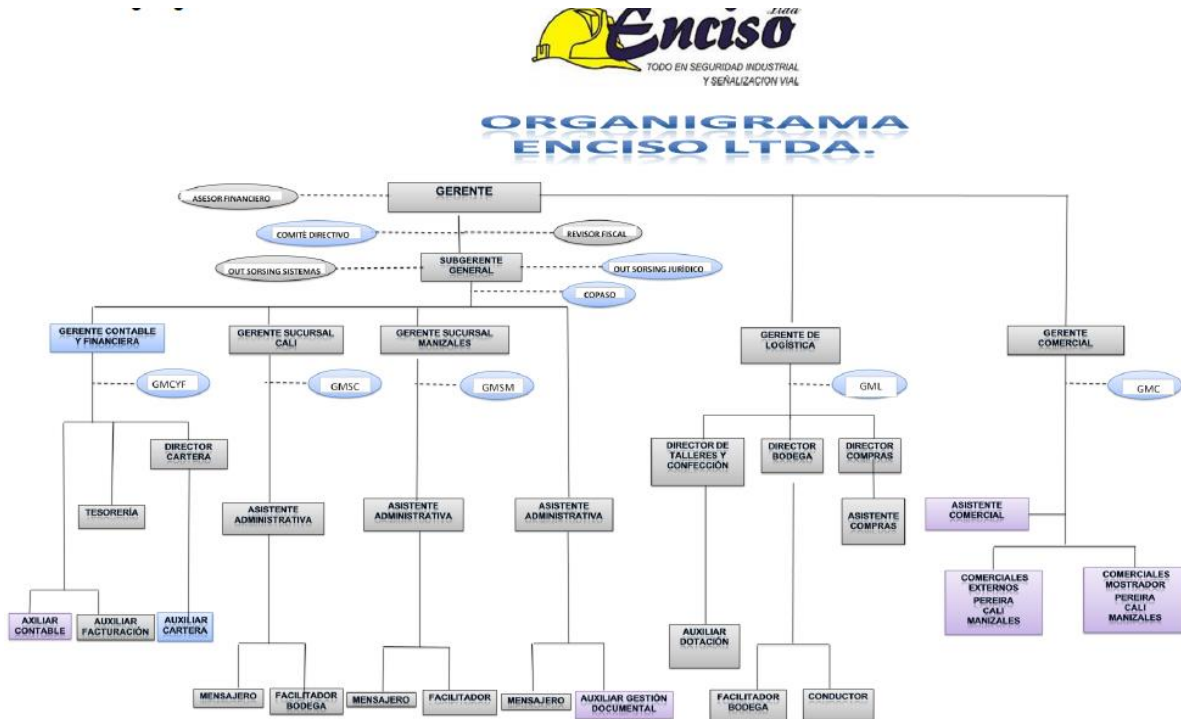 Ltda
Enciso
TODO EN SEGURIDAD INDUSTRIAL
Y SEÑALIZACION VIAL
ORGANIGRAMA
ENCISO LTDA.
GERENTE
ASESOR FINANCIERO
COMITÈ DIRECTIVO
REVISOR FISCAL
SUBGERENTE
GENERAL
OUT SORSING SISTEMAS
OUT SORSING JURÍDICO
COPASO
GERENTE CONTABLE
Y FINANCIERA
GERENTE SUCURSAL
CALI
GERENTE SUCURSAL
MANIZALES
GERENTE DE
LOGÍSTICA
GERENTE
COMERCIAL
GMCYF
GMSC
GMSM
GML
GMC
DIRECTOR
CARTERA
DIRECTOR DE
TALLERES Y
CONFECCIÓN
DIRECTOR
BODEGA
DIRECTOR
COMPRAS
TESORERÍA
ASISTENTE
ADMINISTRATIVA
ASISTENTE
ADMINISTRATIVA
ASISTENTE
ADMINISTRATIVA
ASISTENTE
COMPRAS
ASISTENTE
COMERCIAL
COMERCIALES
EXTERNOS
PEREIRA
CALI
MANIZALES
COMERCIALES
MOSTRADOR
PEREIRA
CALI
MANIZALES
AXILIAR
CONTABLE
AUXILIAR
FACTURACIÓN
AUXILIAR
CARTERA
AUXILIAR
DOTACIÓN
MENSAJERO
FACILITADOR
BODEGA
MENSAJERO
FACILITADOR
MENSAJERO
AUXILIAR GESTIÓN
DOCUMENTAL
FACILITADOR
BODEGA
CONDUCTOR